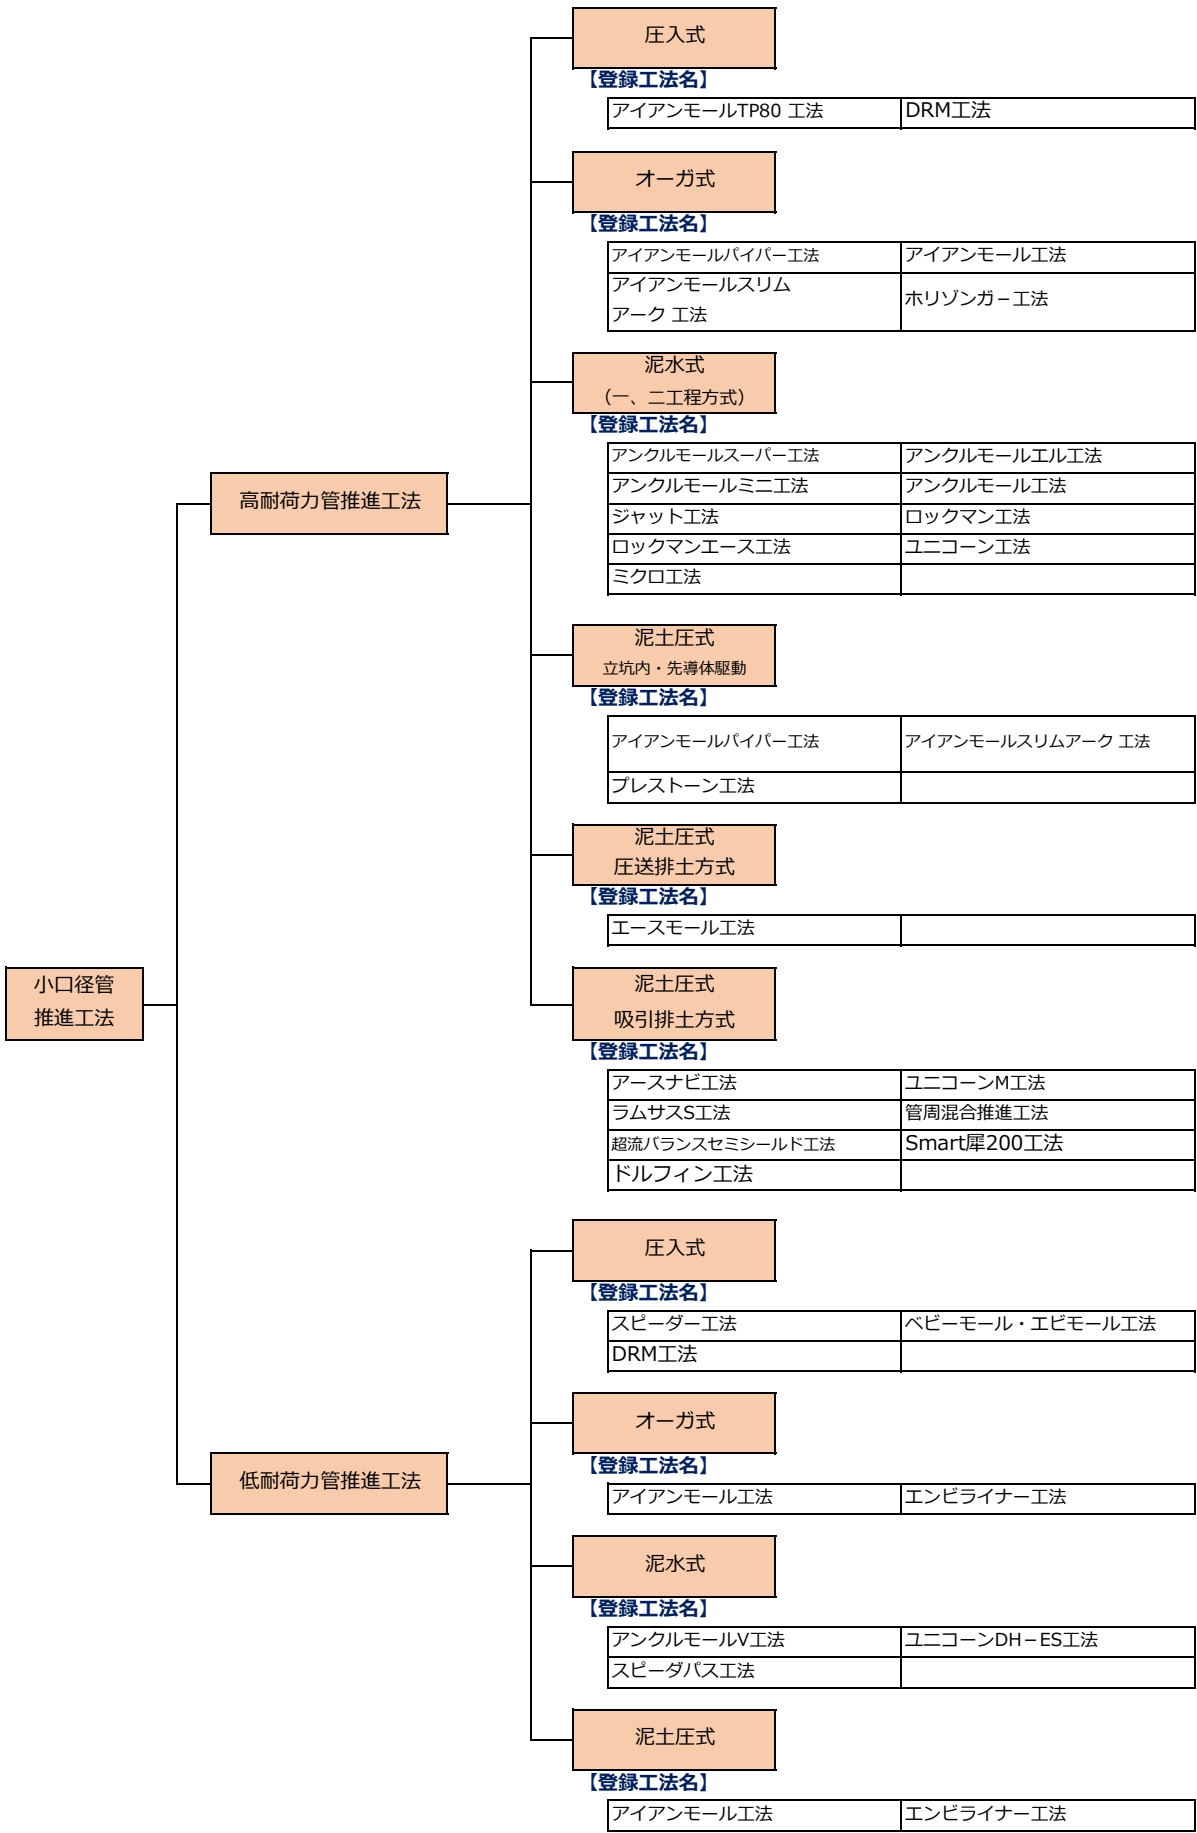 圧入式
【登録工法名】
アイアンモールTP80 工法 DRM工法
オーガ式
【登録工法名】
アイアンモールパイパー工法 アイアンモール工法
アイアンモールスリム
アーク 工法 ホリゾンガ－工法
泥水式
（一、二工程方式）
【登録工法名】
アンクルモールスーパー工法 アンクルモールエル工法
アンクルモールミニ工法 アンクルモール工法
高耐荷力管推進工法
ジャット工法 ロックマン工法
ロックマンエース工法 ユニコーン工法
ミクロ工法
泥土圧式
立坑内・先導体駆動
【登録工法名】
アイアンモールパイパー工法 アイアンモールスリムアーク 工法
プレストーン工法
泥土圧式
圧送排土方式
【登録工法名】
エースモール工法
小口径管
推進工法
泥土圧式
吸引排土方式
【登録工法名】
アースナビ工法 ユニコーンM工法
ラムサスS工法 管周混合推進工法
超流バランスセミシールド工法 Smart犀200工法
ドルフィン工法
圧入式
【登録工法名】
スピーダー工法 ベビーモール・エビモール工法
DRM工法
オーガ式
【登録工法名】
低耐荷力管推進工法
アイアンモール工法 エンビライナー工法
泥水式
【登録工法名】
アンクルモールV工法 ユニコーンDH－ES工法
スピーダパス工法
泥土圧式
【登録工法名】
アイアンモール工法 エンビライナー工法